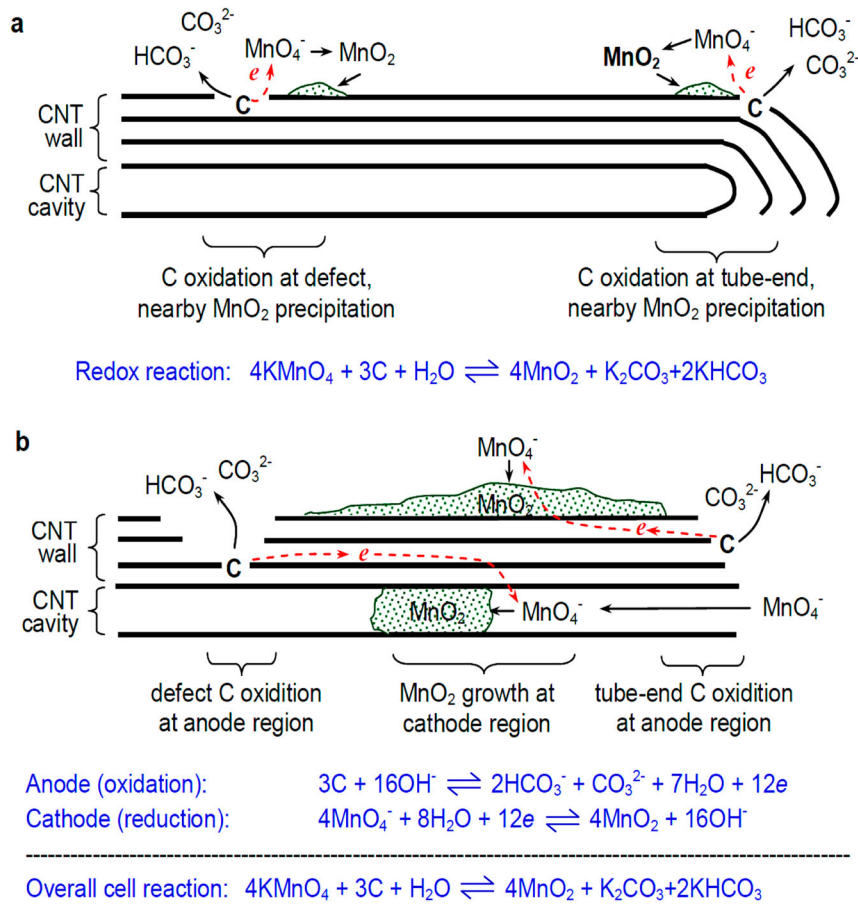 a
CO₃²⁻
HCO₃⁻
MnO₄⁻ → MnO₂
e
C
MnO₂
MnO₄⁻
HCO₃⁻
e
CO₃²⁻
C
CNT wall
CNT cavity
C oxidation at defect,
nearby MnO₂ precipitation
C oxidation at tube-end,
nearby MnO₂ precipitation
Redox reaction: 4KMnO₄ + 3C + H₂O ⇌ 4MnO₂ + K₂CO₃+2KHCO₃
b
HCO₃⁻
CO₃²⁻
MnO₄⁻
MnO₂
CO₃²⁻
HCO₃⁻
CNT wall
C
e
e
C
CNT cavity
MnO₂
MnO₄⁻
MnO₄⁻
defect C oxidition
at anode region
MnO₂ growth at
cathode region
tube-end C oxidition
at anode region
Anode (oxidation): 3C + 16OH⁻ ⇌ 2HCO₃⁻ + CO₃²⁻ + 7H₂O + 12e
Cathode (reduction): 4MnO₄⁻ + 8H₂O + 12e ⇌ 4MnO₂ + 16OH⁻
Overall cell reaction: 4KMnO₄ + 3C + H₂O ⇌ 4MnO₂ + K₂CO₃+2KHCO₃